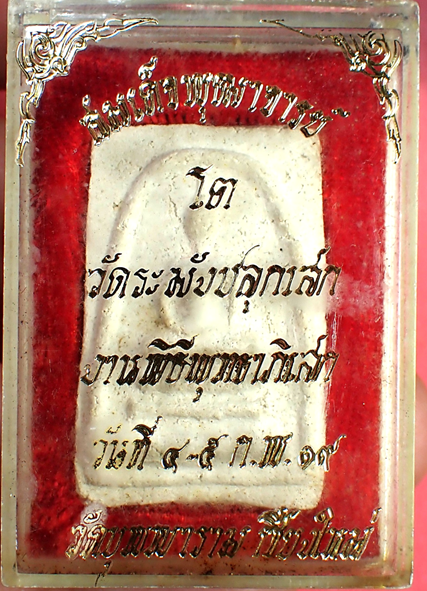 สมเด็จพุฒาจารย์
โต
วัดระฆังปลุกเสก
งานพิธีพุทธาภิเสก
วันที่ ๔-๕ ก.พ. ๑๙
วัดบุพพาราม เชียงใหม่